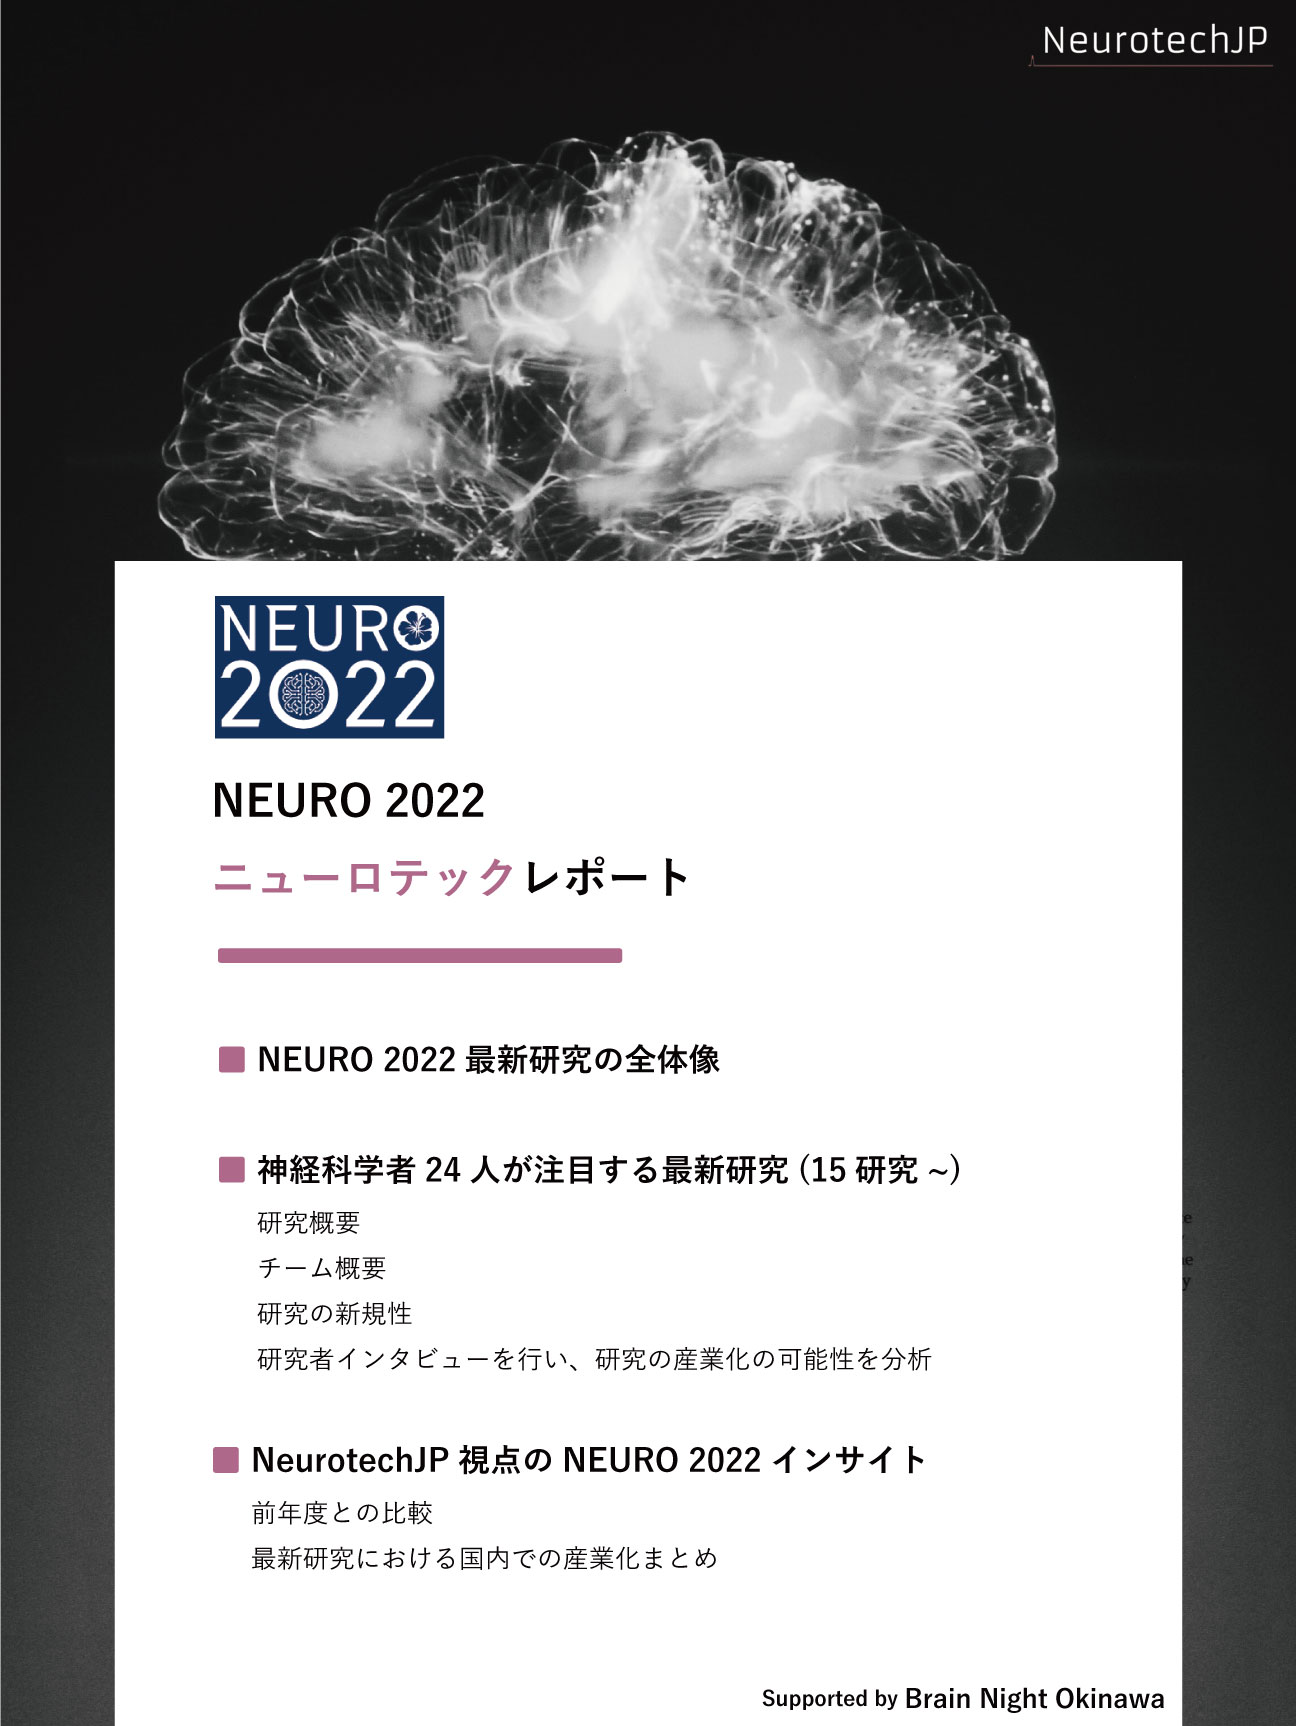 NeurotechJP
NEURO
2022
NEURO 2022
ニューロテックレポート
NEURO 2022 最新研究の全体像
神経科学者 24 人が注目する最新研究 (15 研究 ~)
研究概要
チーム概要
研究の新規性
研究者インタビューを行い、研究の産業化の可能性を分析
NeurotechJP 視点の NEURO 2022 インサイト
前年度との比較
最新研究における国内での産業化まとめ
Supported by Brain Night Okinawa